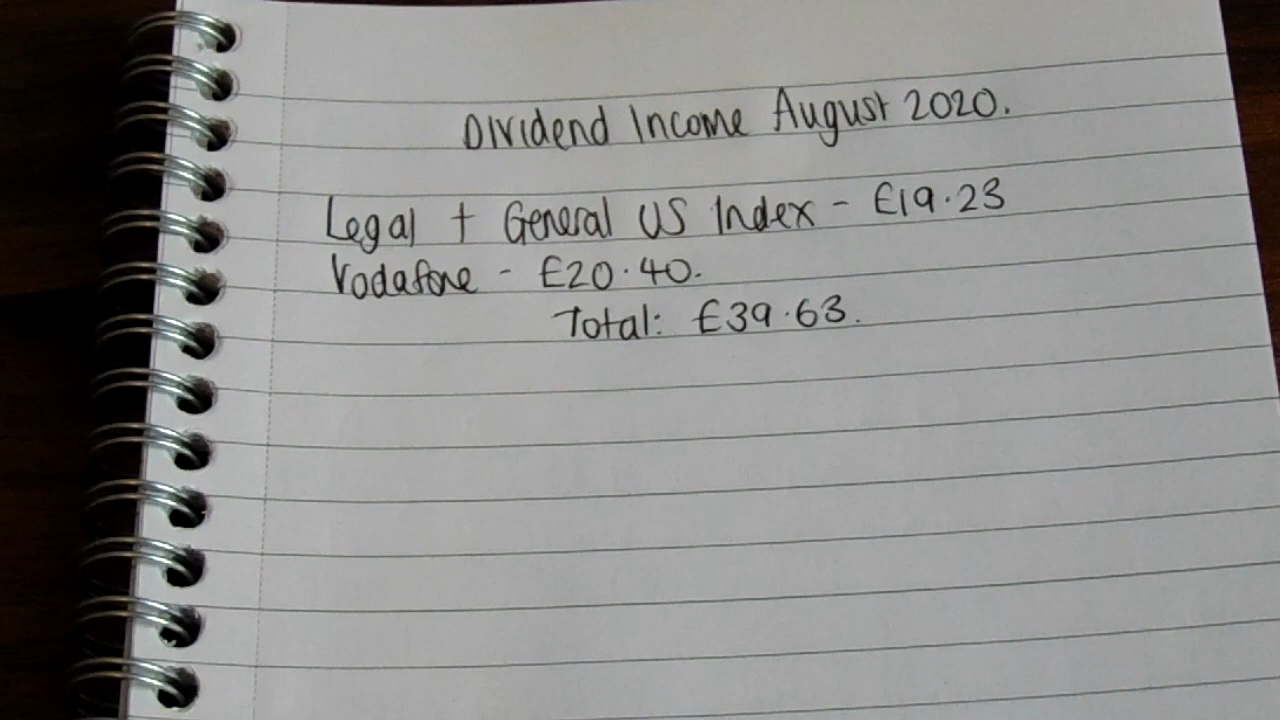 Dividend Income August 2020.
Legal + General US Index - £19.23
Vodafone - £20.40.
Total: £39.63.